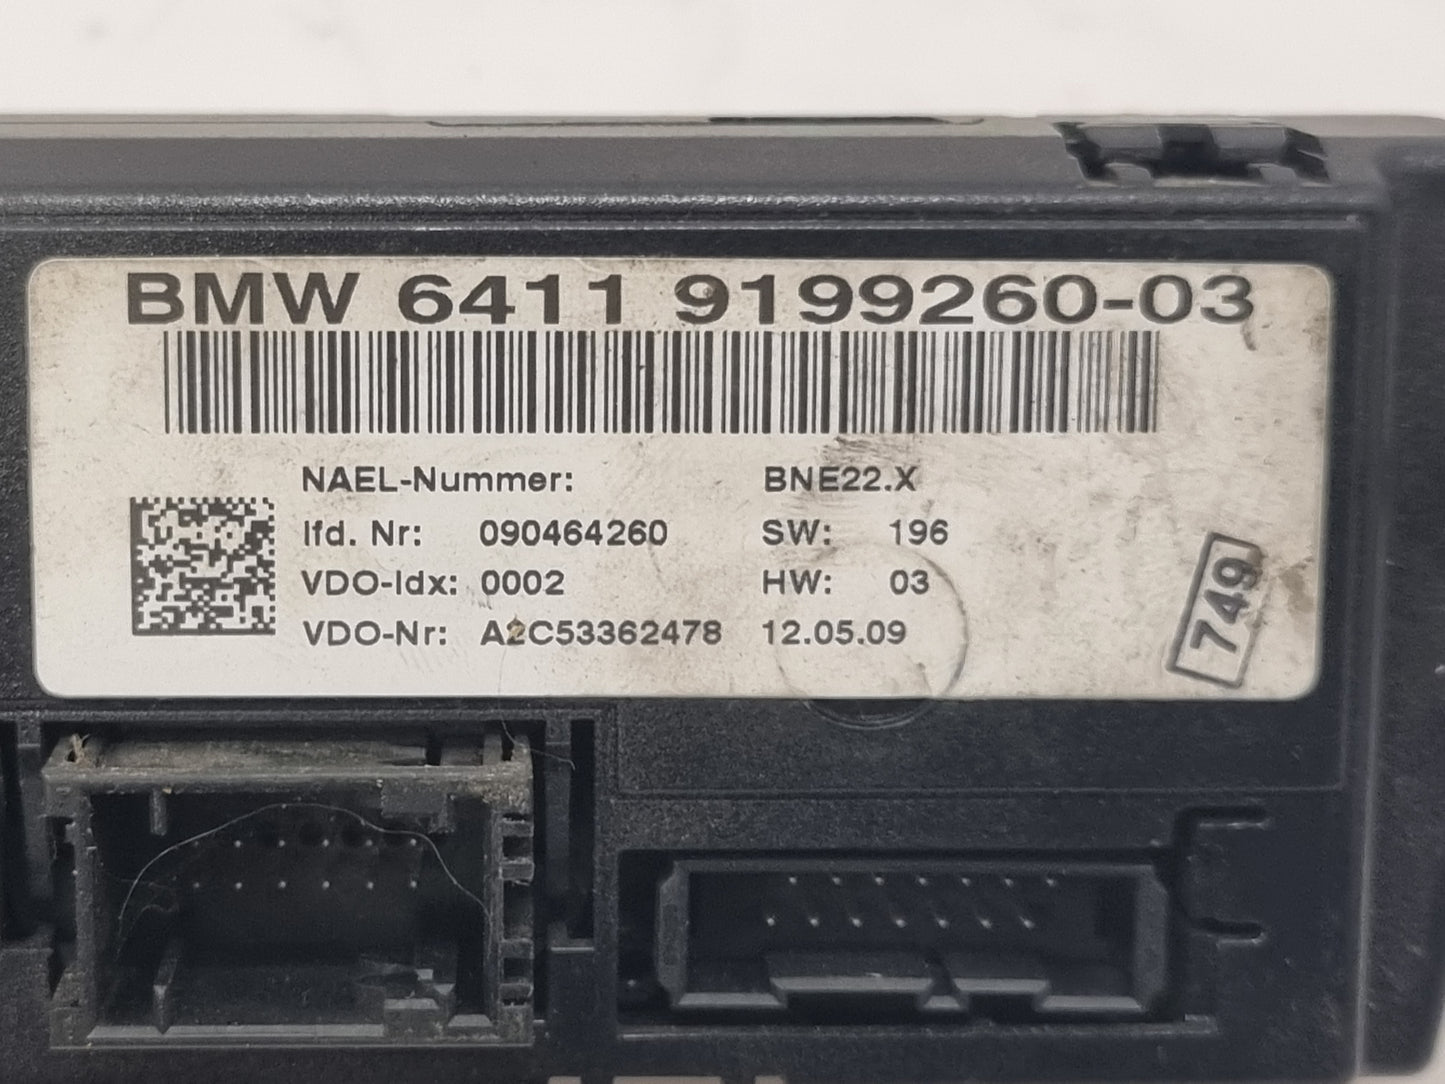 BMW 6411 9199260-03
NAEL-Nummer: BNE22.X
lfd. Nr: 090464260 SW: 196
VDO-Idx: 0002 HW: 03
VDO-Nr: A2C53362478 12.05.09
749